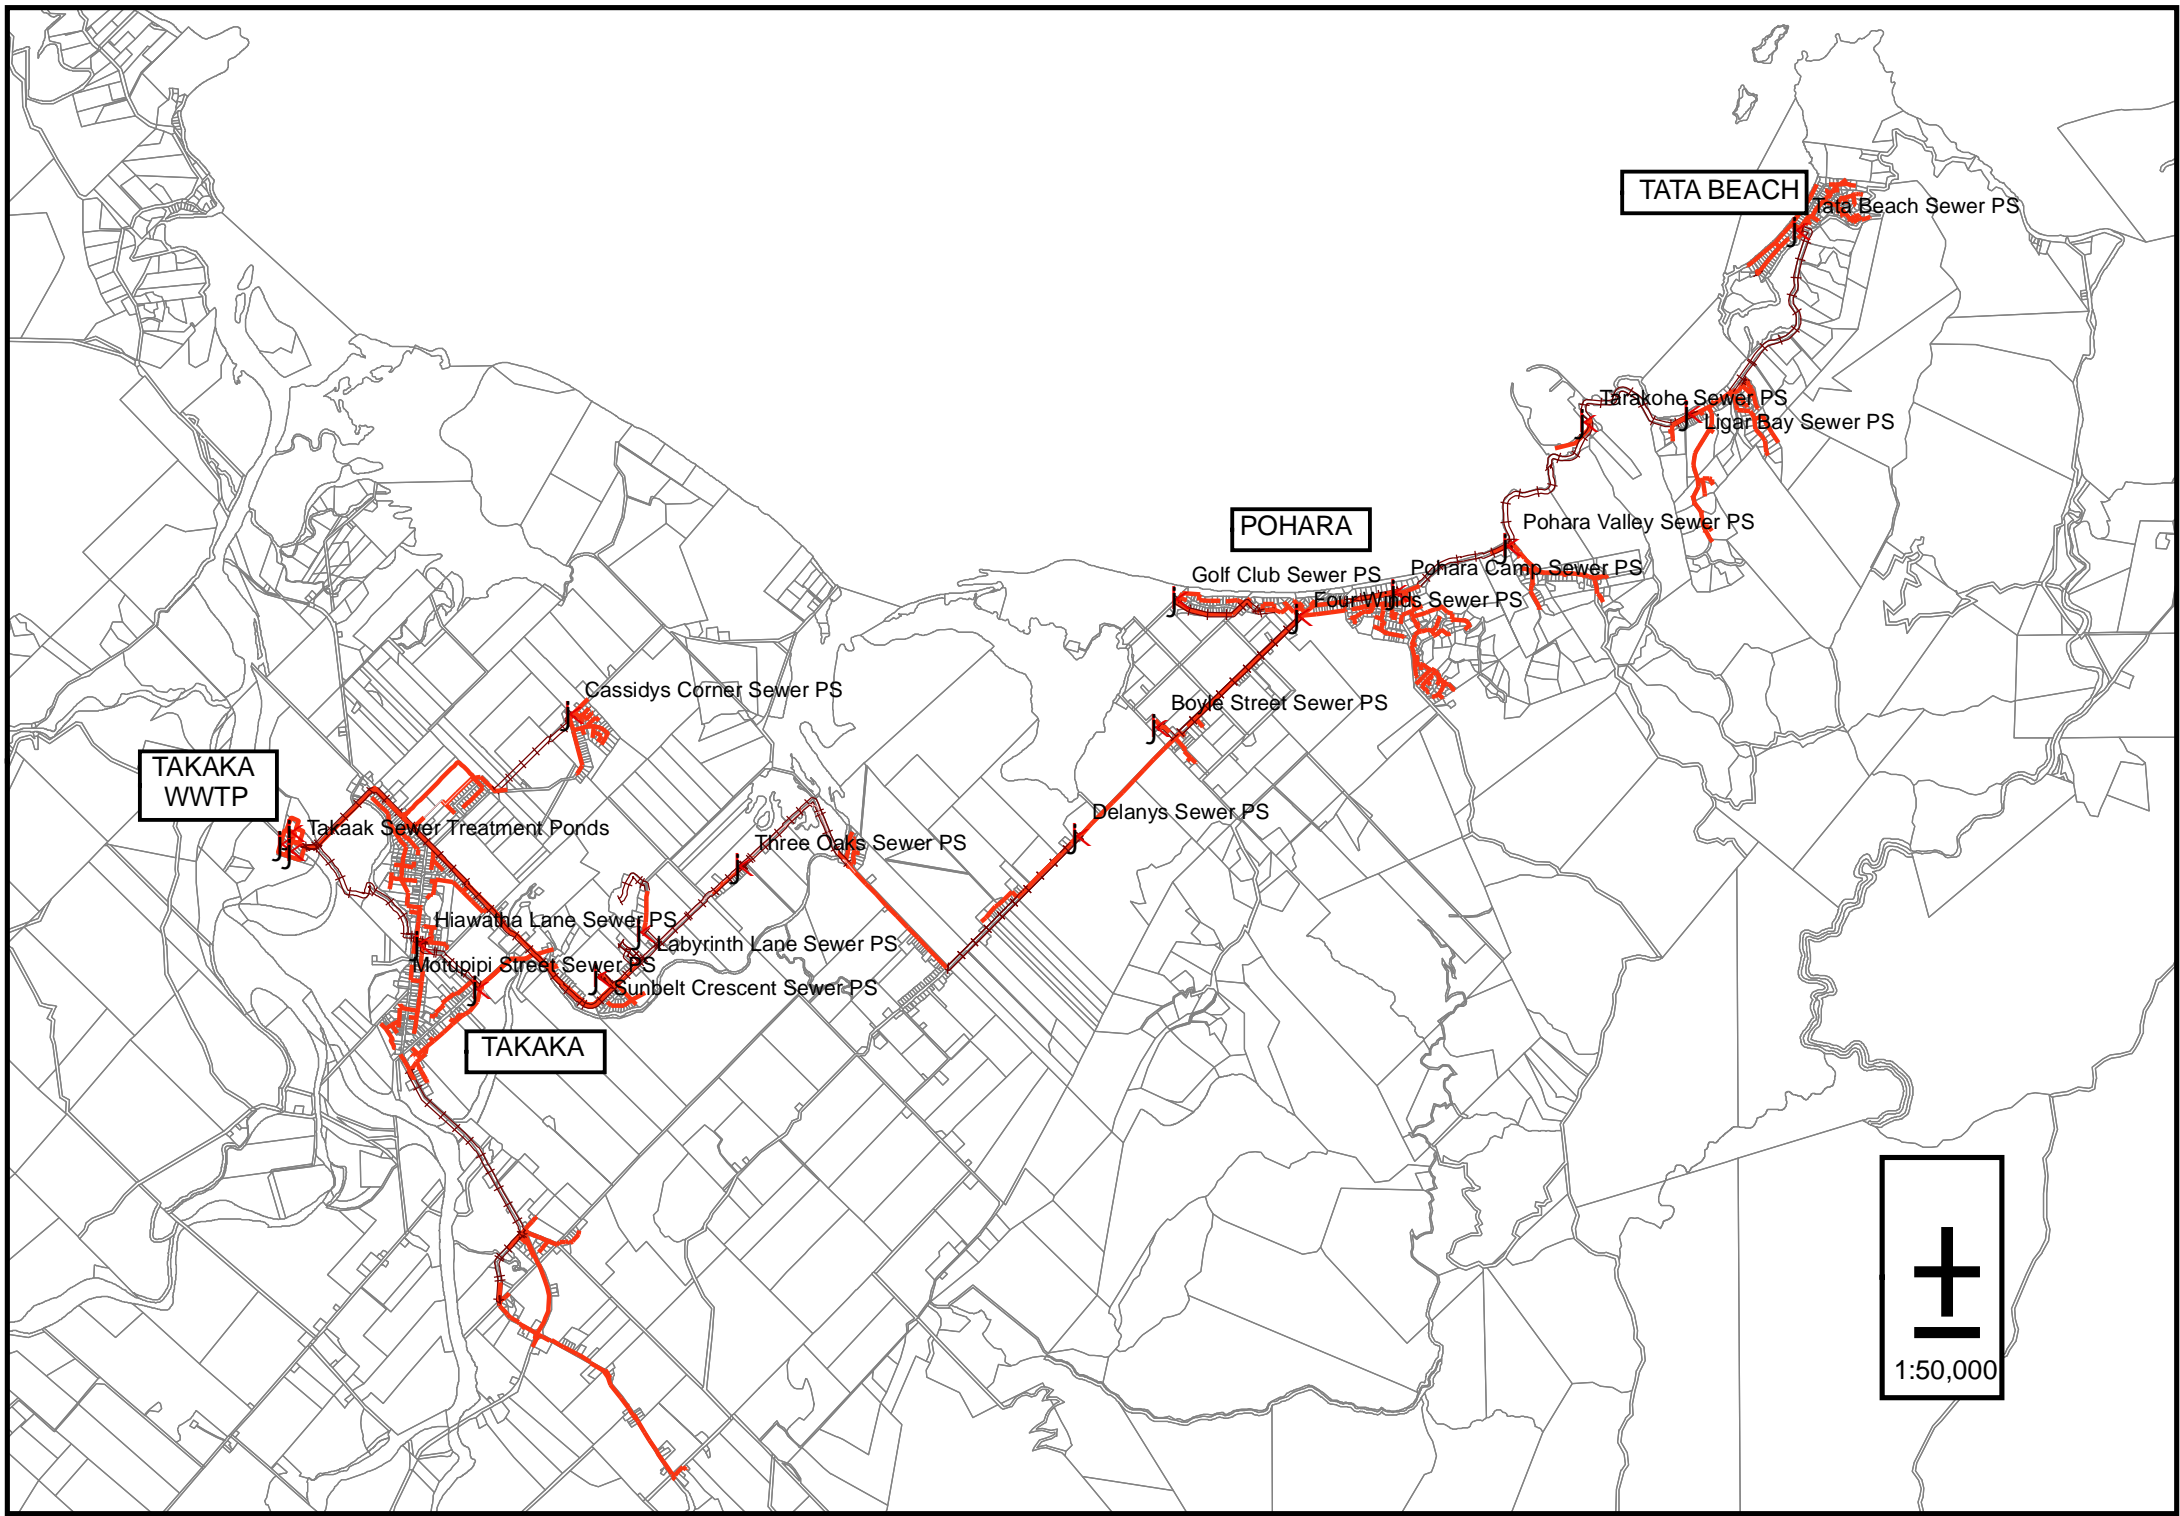 TATA BEACH
Tata Beach Sewer PS
Tarakohe Sewer PS
Ligar Bay Sewer PS
POHARA
Pohara Valley Sewer PS
Golf Club Sewer PS
Pohara Camp Sewer PS
Four Winds Sewer PS
Cassidys Corner Sewer PS
Boyle Street Sewer PS
TAKAKA
WWTP
Delanys Sewer PS
Takaak Sewer Treatment Ponds
Three Oaks Sewer PS
Hiawatha Lane Sewer PS
Labyrinth Lane Sewer PS
Motupipi Street Sewer PS
Sunbelt Crescent Sewer PS
TAKAKA
1:50,000